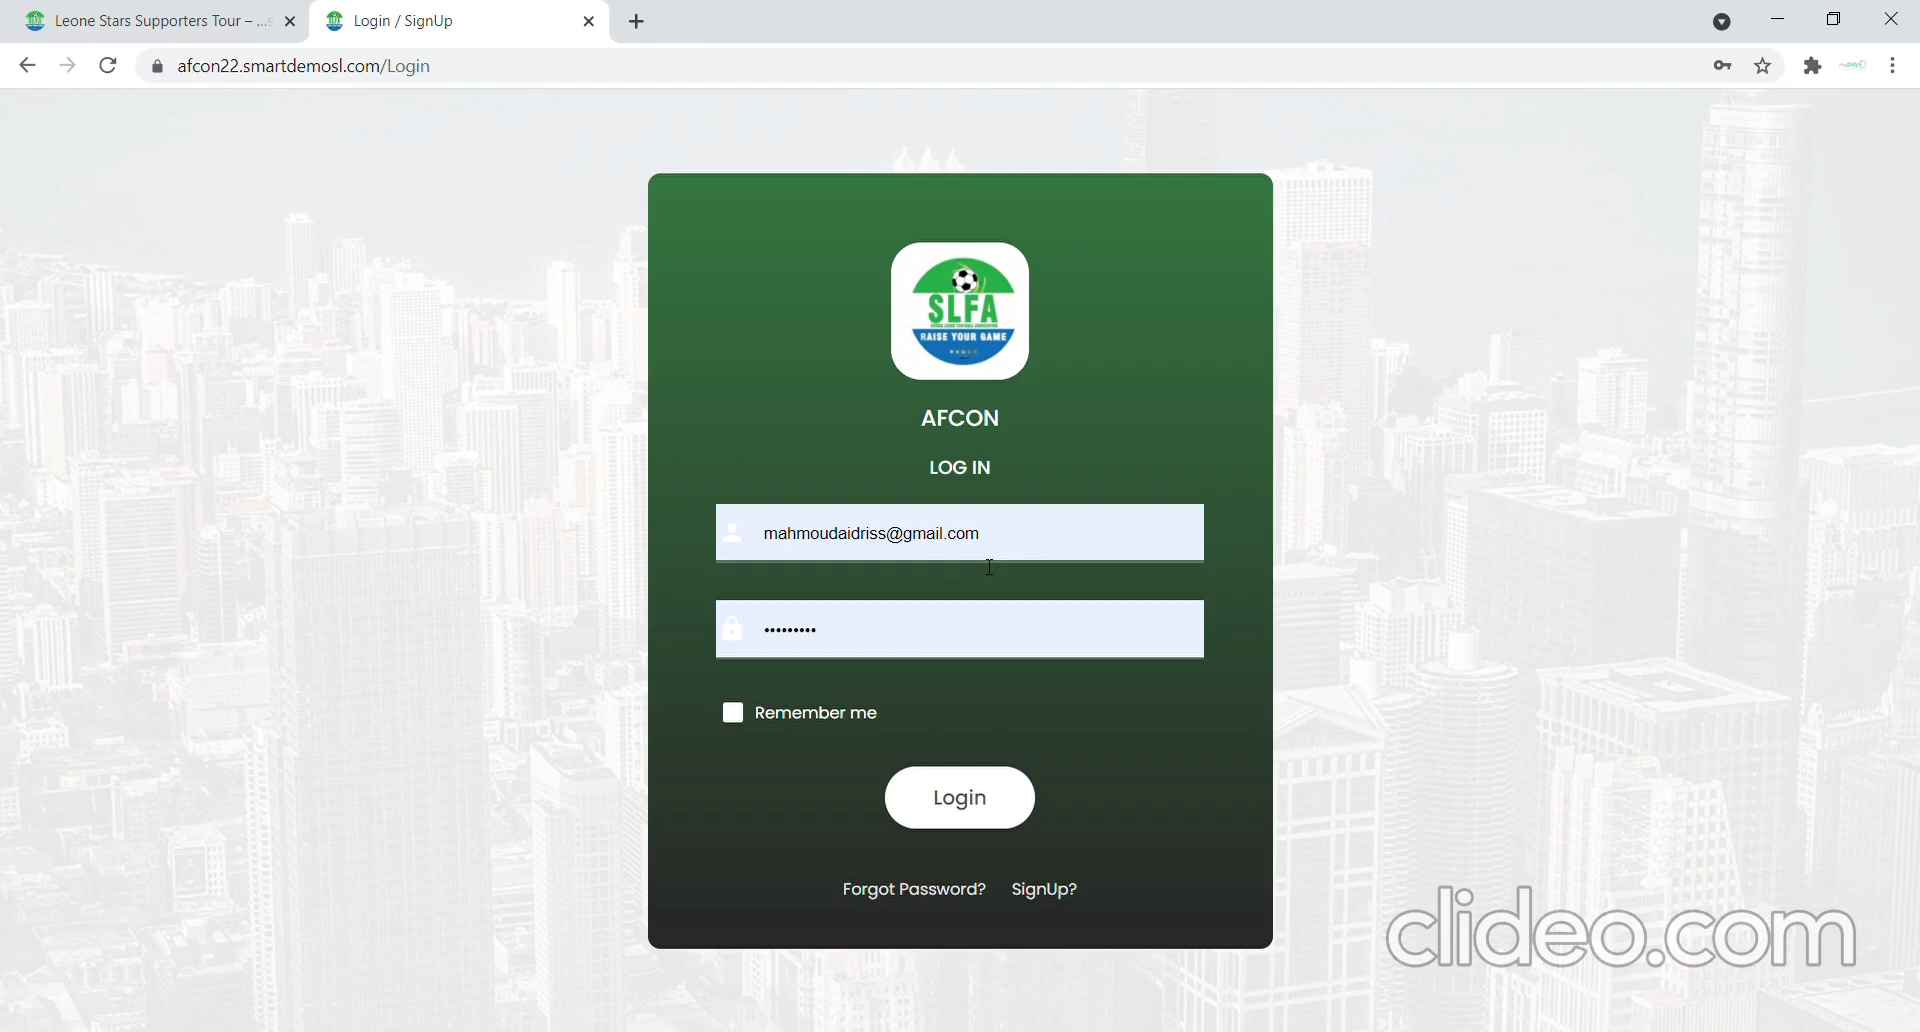 Leone Stars Supporters Tour – ...s
Login / SignUp
afcon22.smartdemosl.com/Login
SLFA
RAISE YOUR GAME
AFCON
LOG IN
mahmoudaidriss@gmail.com
•••••••••
Remember me
Login
Forgot Password? SignUp?
clideo.com